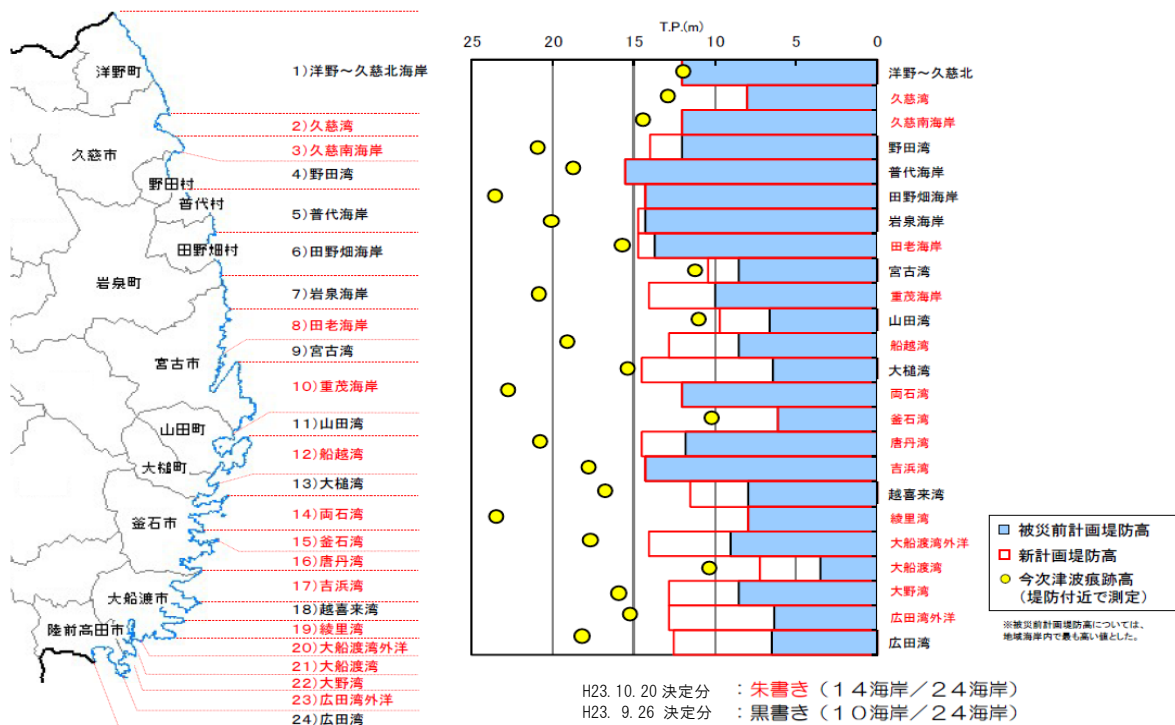 洋野町
久慈市
野田村
普代村
田野畑村
岩泉町
宮古市
山田町
大槌町
釜石市
大船渡市
陸前高田市
1)洋野～久慈北海岸
2)久慈湾
3)久慈南海岸
4)野田湾
5)普代海岸
6)田野畑海岸
7)岩泉海岸
8)田老海岸
9)宮古湾
10)重茂海岸
11)山田湾
12)船越湾
13)大槌湾
14)両石湾
15)釜石湾
16)唐丹湾
17)吉浜湾
18)越喜来湾
19)綾里湾
20)大船渡湾外洋
21)大船渡湾
22)大野湾
23)広田湾外洋
24)広田湾
T.P.(m)
25 20 15 10 5 0
洋野～久慈北
久慈湾
久慈南海岸
野田湾
普代海岸
田野畑海岸
岩泉海岸
田老海岸
宮古湾
重茂海岸
山田湾
船越湾
大槌湾
両石湾
釜石湾
唐丹湾
吉浜湾
越喜来湾
綾里湾
大船渡湾外洋
大船渡湾
大野湾
広田湾外洋
広田湾
被災前計画堤防高
新計画堤防高
今次津波痕跡高
(堤防付近で測定)
※被災前計画堤防高については、
地域海岸内で最も高い値とした。
H23.10.20 決定分 ：朱書き（14海岸／24海岸）
H23. 9.26 決定分 ：黒書き（10海岸／24海岸）